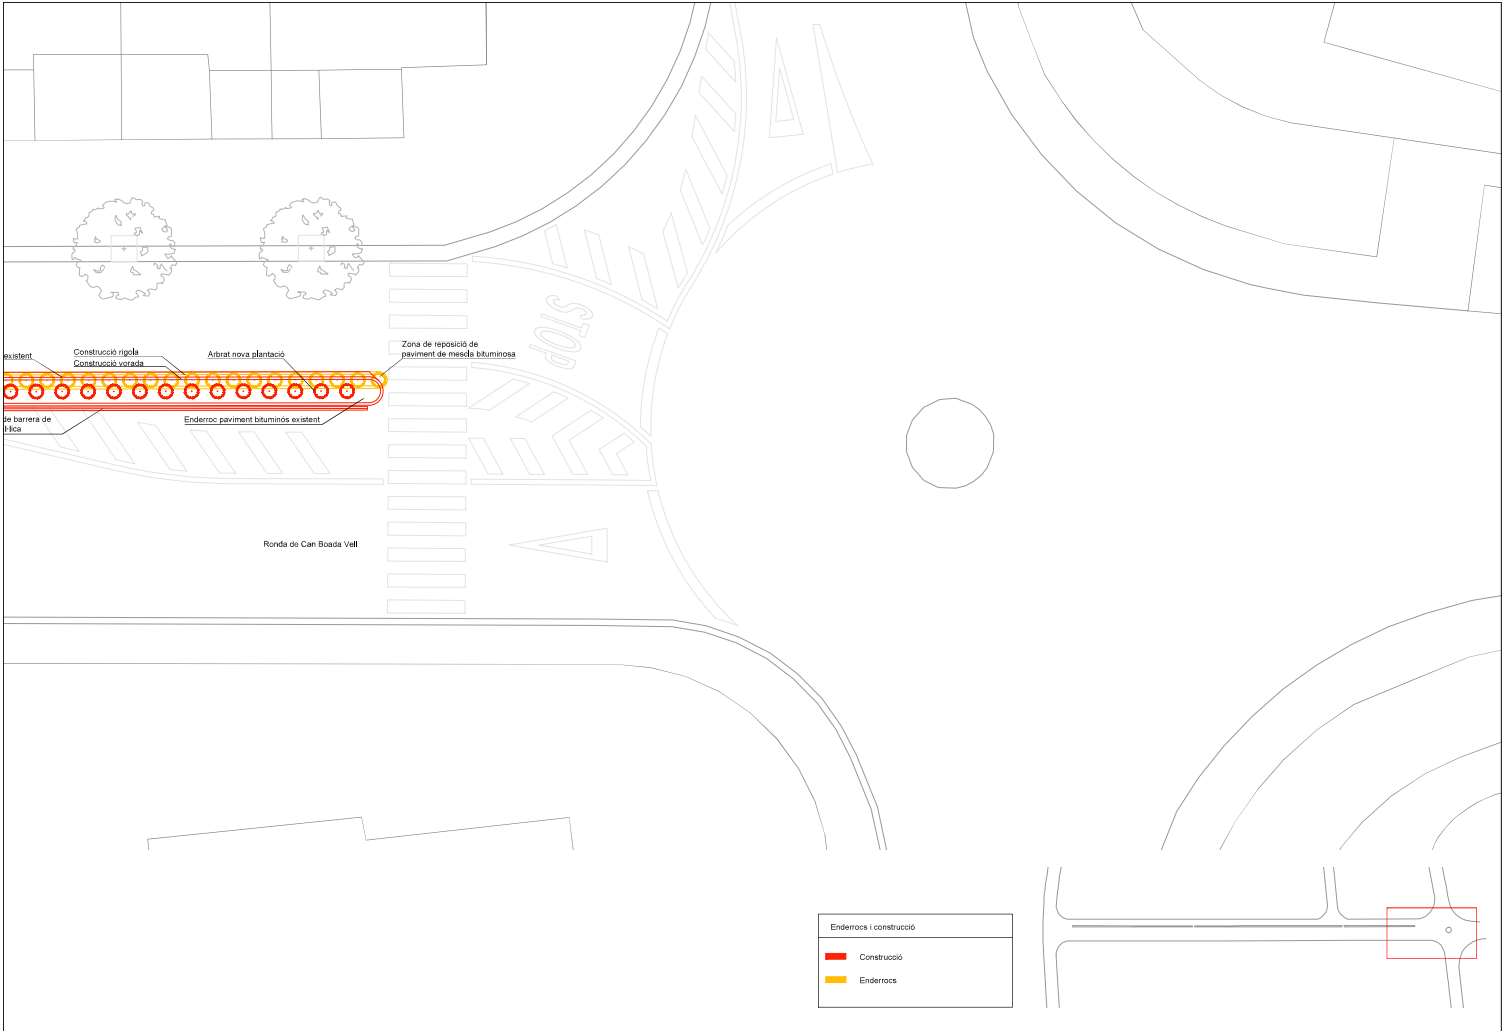 STOP
Zona de reposició de
paviment de mescla bituminosa
existent
Construcció rigola
Construcció vorada
Arbrat nova plantació
de barrera de
l·lica
Enderroc paviment bituminós existent
Ronda de Can Boada Vell
Enderrocs i construcció
Construcció
Enderrocs